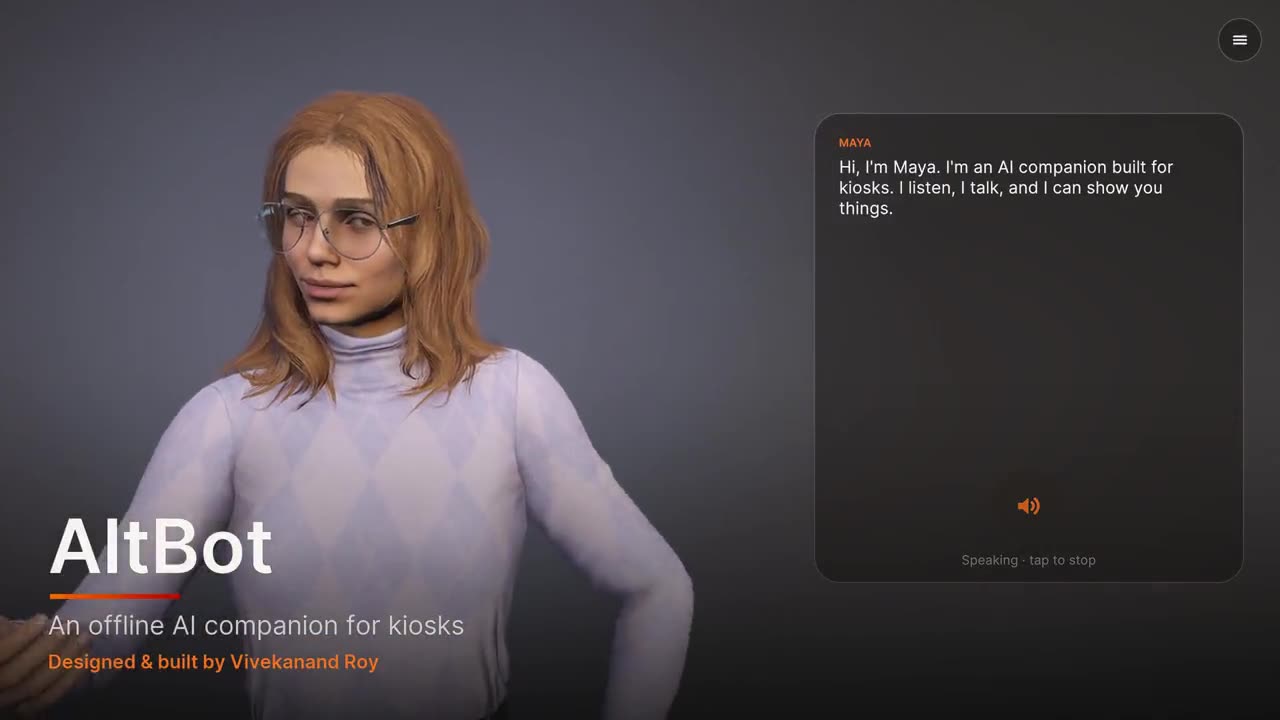 MAYA
Hi, I'm Maya. I'm an AI companion built for
kiosks. I listen, I talk, and I can show you
things.
Speaking · tap to stop
AltBot
An offline AI companion for kiosks
Designed & built by Vivekanand Roy